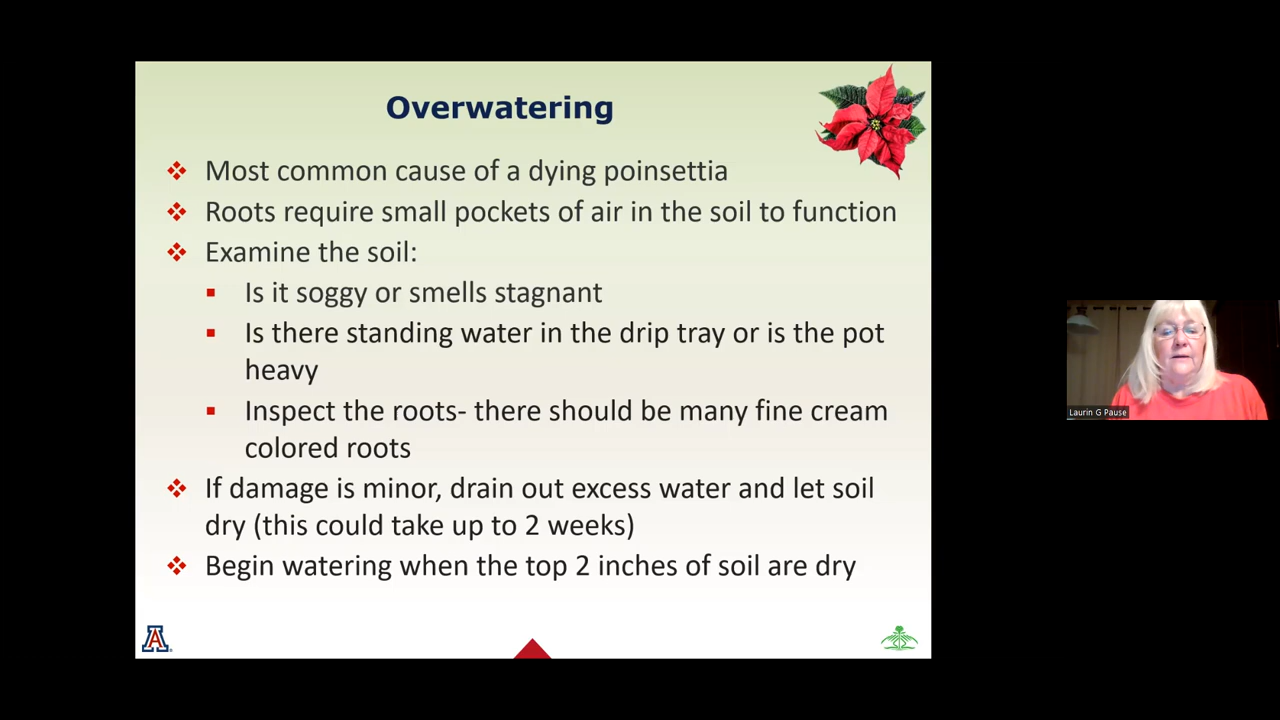 Overwatering
Most common cause of a dying poinsettia
Roots require small pockets of air in the soil to function
Examine the soil:
Is it soggy or smells stagnant
Is there standing water in the drip tray or is the pot
heavy
Inspect the roots- there should be many fine cream
colored roots
If damage is minor, drain out excess water and let soil
dry (this could take up to 2 weeks)
Begin watering when the top 2 inches of soil are dry
A
Laurin G Pause